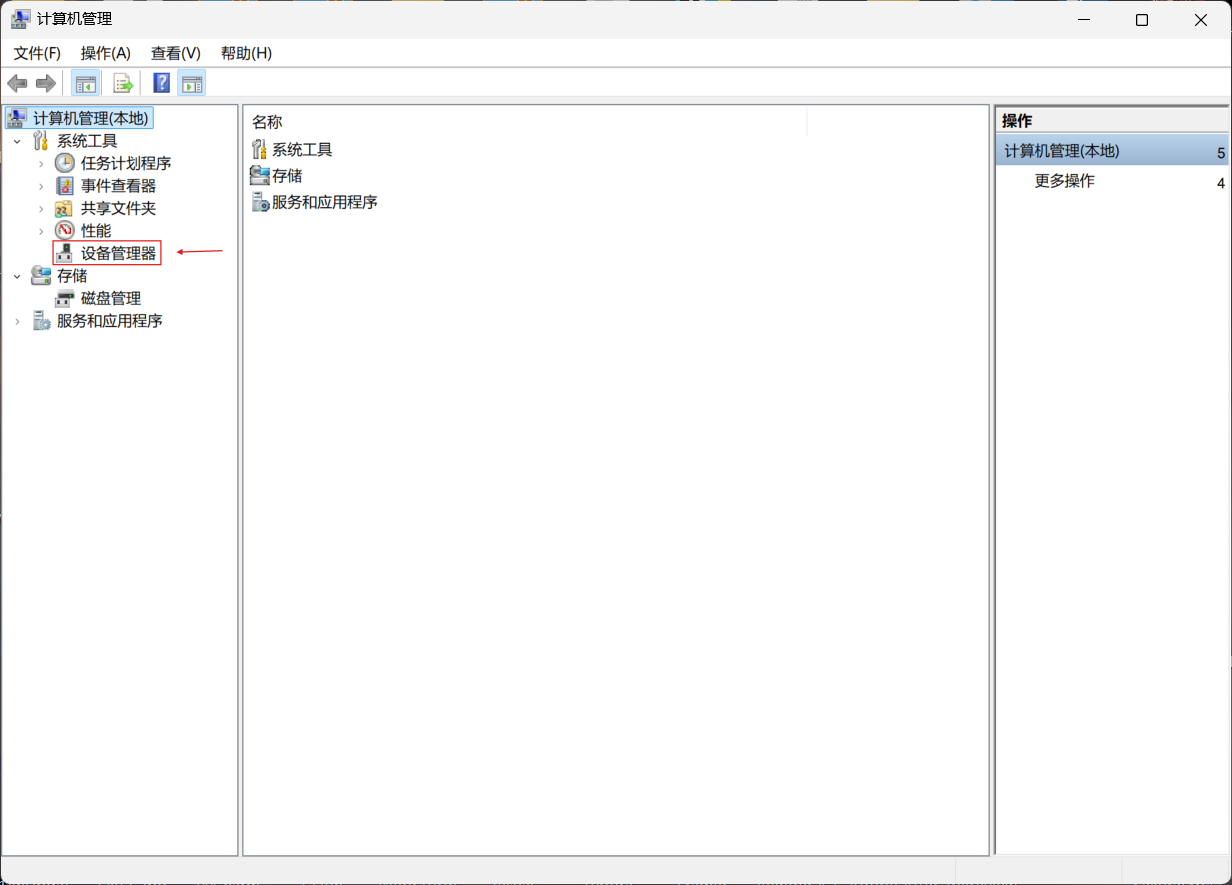 计算机管理
文件(F) 操作(A) 查看(V) 帮助(H)
计算机管理(本地)
系统工具
任务计划程序
事件查看器
共享文件夹
性能
设备管理器
存储
磁盘管理
服务和应用程序
名称
系统工具
存储
服务和应用程序
操作
计算机管理(本地) 5
更多操作 4